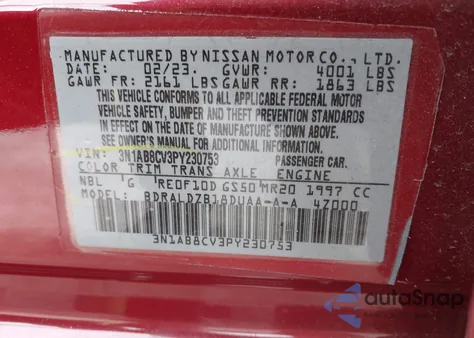 MANUFACTURED BY NISSAN MOTOR CO., LTD.
DATE: 02/23. GVWR: 4001 LBS
GAWR FR: 2161 LBS GAWR RR: 1863 LBS
THIS VEHICLE CONFORMS TO ALL APPLICABLE FEDERAL MOTOR
VEHICLE SAFETY, BUMPER AND THEFT PREVENTION STANDARDS
IN EFFECT ON THE DATE OF MANUFACTURE SHOWN ABOVE.
SEE OWNER'S MANUAL FOR ADDITIONAL INFORMATION.
VIN: 3N1AB8CV3PY230753 PASSENGER CAR.
COLOR TRIM TRANS AXLE ENGINE
NBL G RE0F10D GS50 MR20 1997 CC
MODEL: BDRALDZB18DUAA-A-A 4Z000
3N1AB8CV3PY230753
autoSnap